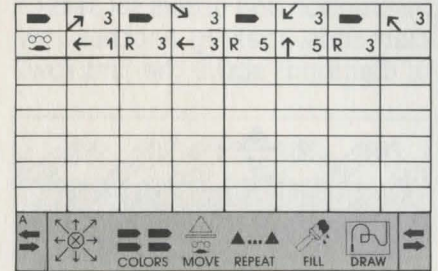 3 3 3 3
1 R 3 3 R 5 5 R 3
A
COLORS MOVE REPEAT FILL DRAW